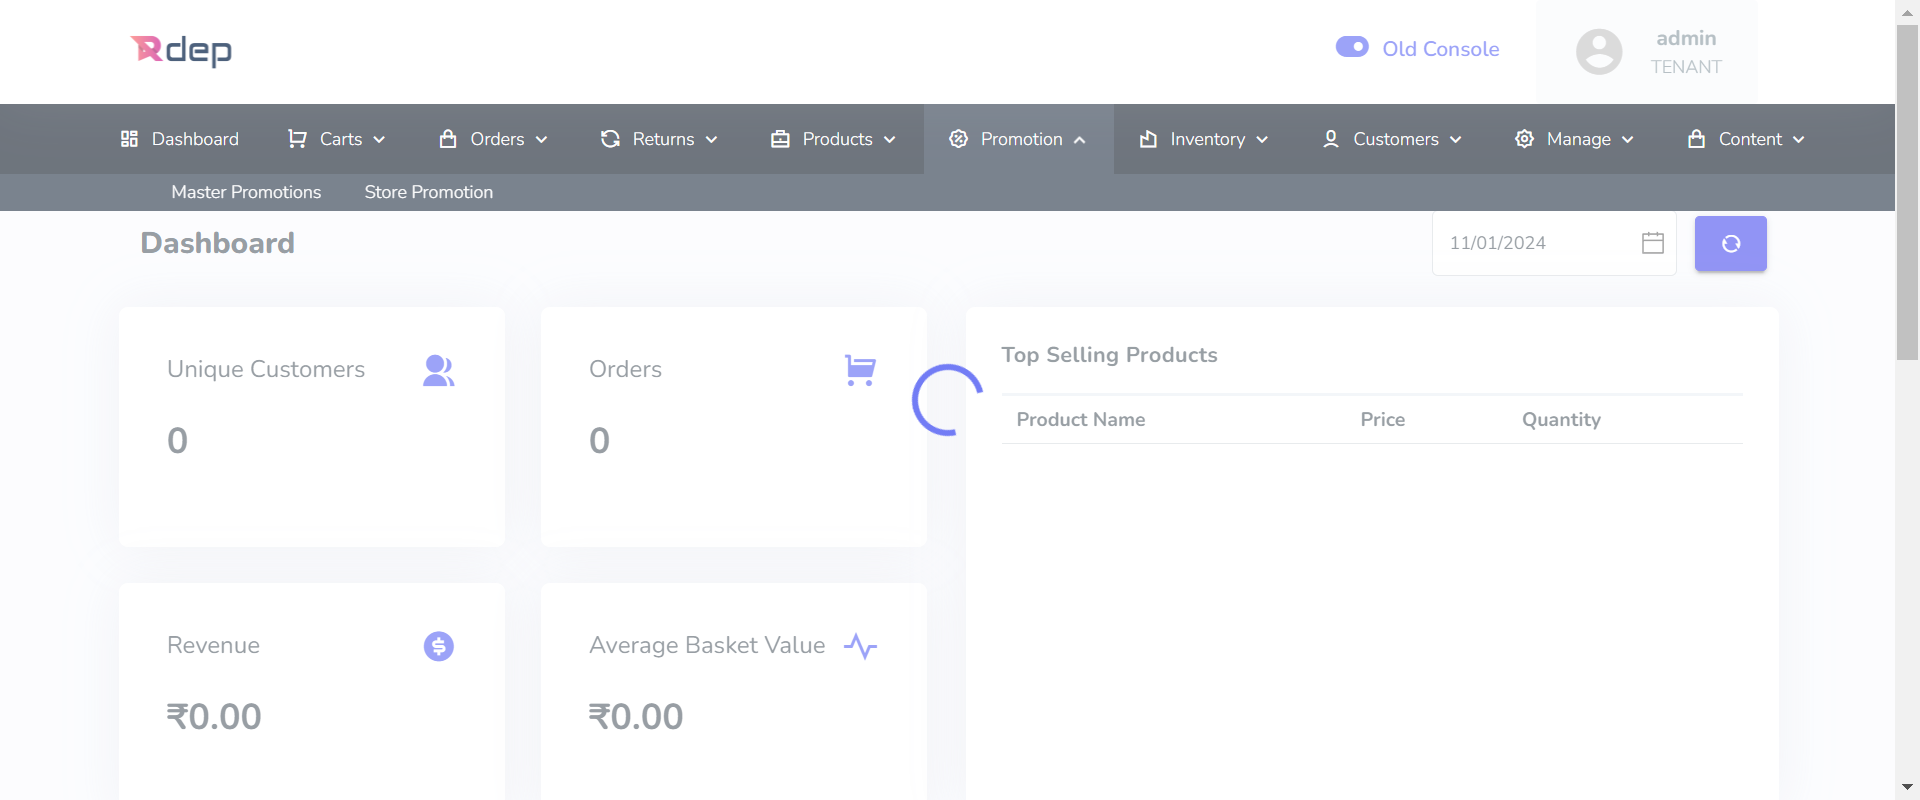 Rdep
Old Console
admin
TENANT
Dashboard
Carts
Orders
Returns
Products
Promotion
Inventory
Customers
Manage
Content
Master Promotions
Store Promotion
Dashboard
11/01/2024
Unique Customers
0
Orders
0
Top Selling Products
Product Name Price Quantity
Revenue
₹0.00
Average Basket Value
₹0.00